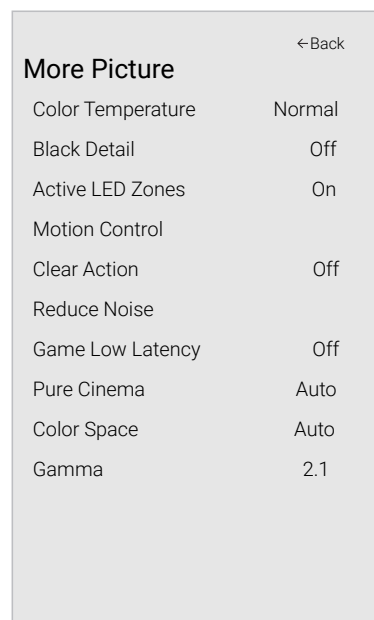 ←Back
More Picture
Color Temperature Normal
Black Detail Off
Active LED Zones On
Motion Control
Clear Action Off
Reduce Noise
Game Low Latency Off
Pure Cinema Auto
Color Space Auto
Gamma 2.1